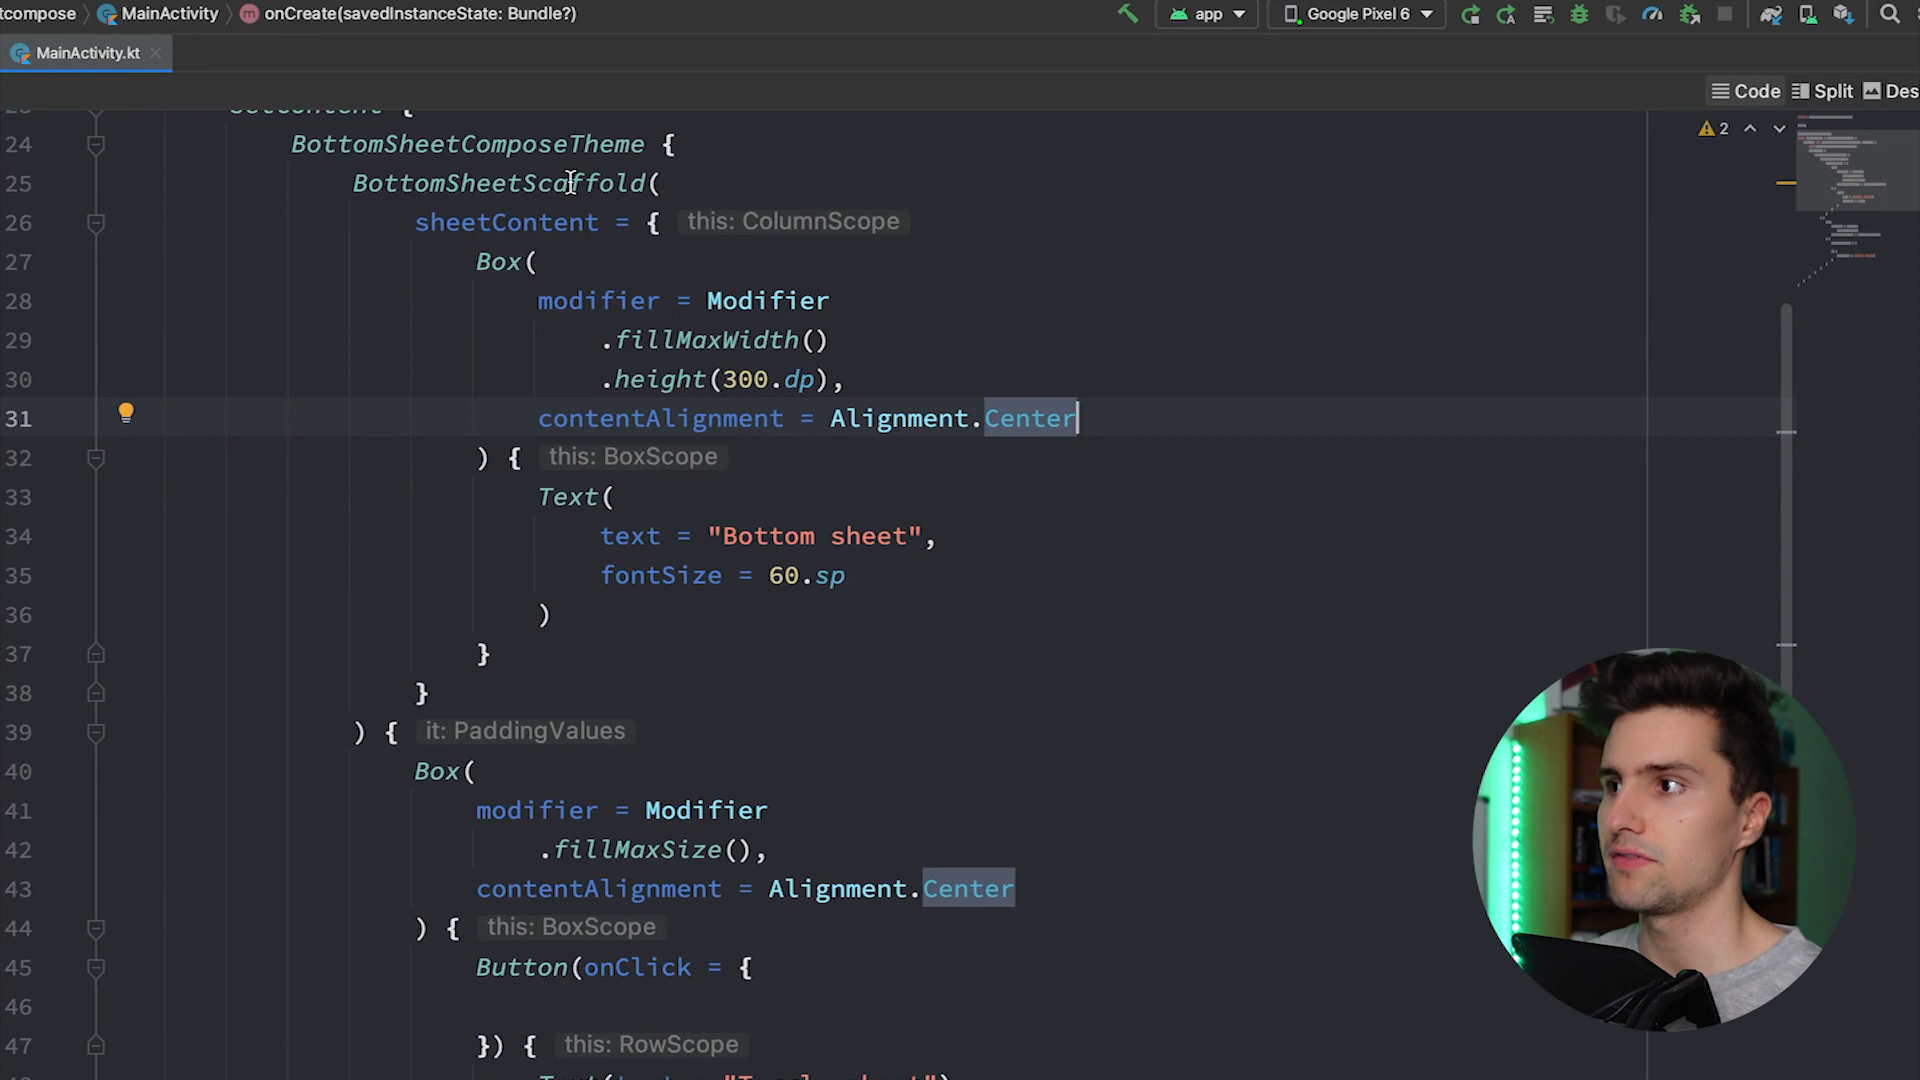 tcompose MainActivity onCreate(savedInstanceState: Bundle?) app Google Pixel 6
MainActivity.kt
Code Split Des
24 BottomSheetComposeTheme {
2
25 BottomSheetScaffold(
26 sheetContent = { this: ColumnScope
27 Box(
28 modifier = Modifier
29 .fillMaxWidth()
30 .height(300.dp),
31 contentAlignment = Alignment.Center
32 ) { this: BoxScope
33 Text(
34 text = "Bottom sheet",
35 fontSize = 60.sp
36 )
37 }
38 }
39 ) { it: PaddingValues
40 Box(
41 modifier = Modifier
42 .fillMaxSize(),
43 contentAlignment = Alignment.Center
44 ) { this: BoxScope
45 Button(onClick = {
46
47 }) { this: RowScope